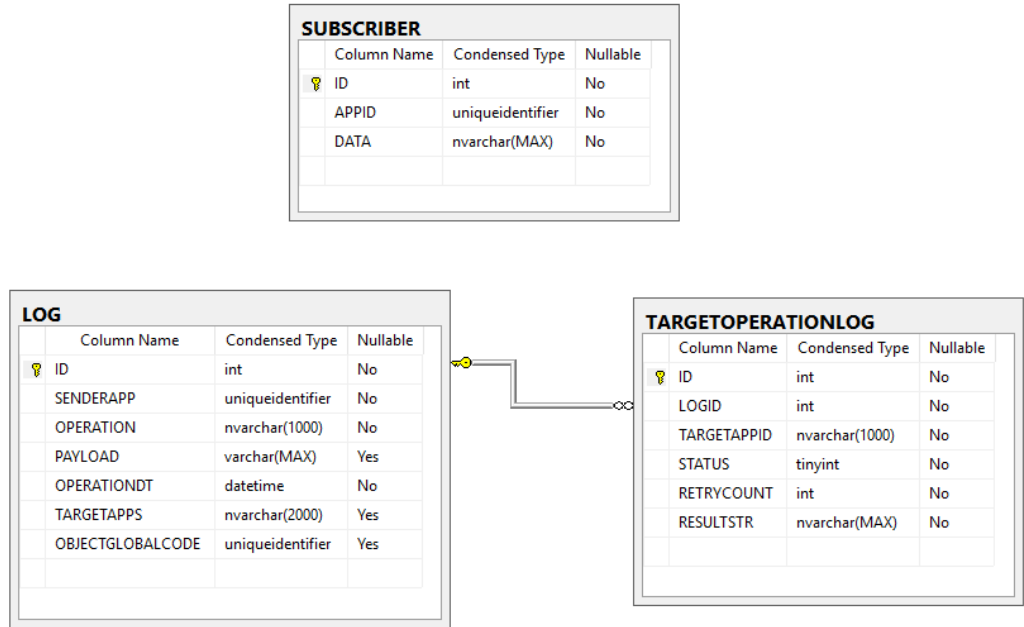 SUBSCRIBER
Column Name Condensed Type Nullable
ID int No
APPID uniqueidentifier No
DATA nvarchar(MAX) No
LOG
Column Name Condensed Type Nullable
ID int No
SENDERAPP uniqueidentifier No
OPERATION nvarchar(1000) No
PAYLOAD varchar(MAX) Yes
OPERATIONDT datetime No
TARGETAPPS nvarchar(2000) Yes
OBJECTGLOBALCODE uniqueidentifier Yes
TARGETOPERATIONLOG
Column Name Condensed Type Nullable
ID int No
LOGID int No
TARGETAPPID nvarchar(1000) No
STATUS tinyint No
RETRYCOUNT int No
RESULTSTR nvarchar(MAX) No